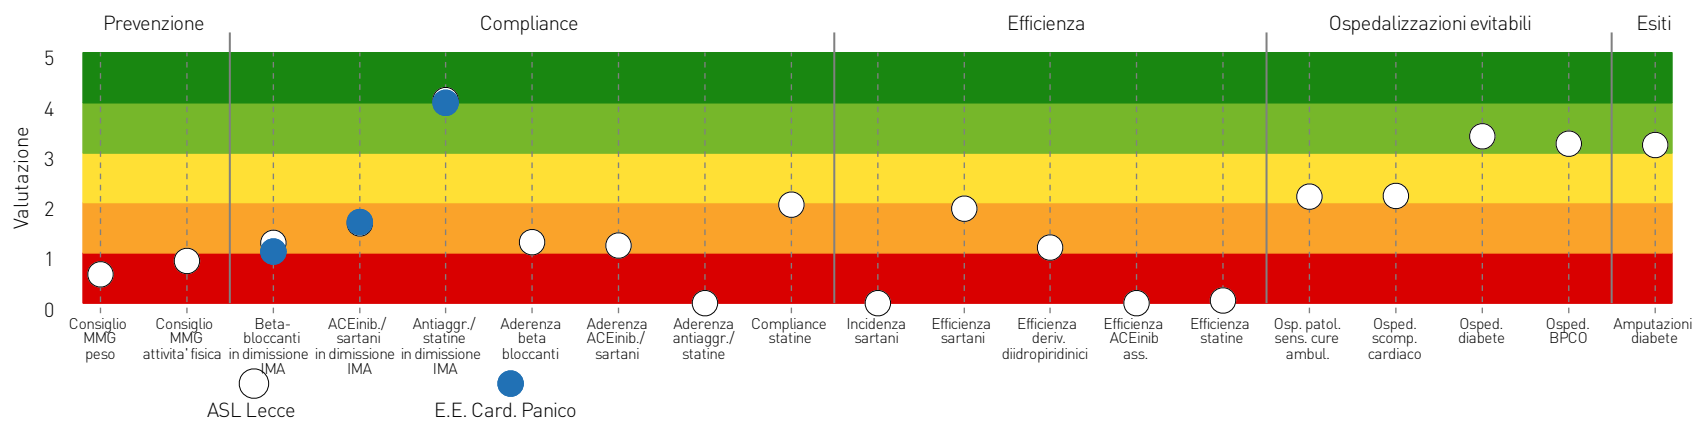 Prevenzione
Compliance
Efficienza
Ospedalizzazioni evitabili
Esiti
Valutazione
5
4
3
2
1
0
Consiglio
MMG
peso
Consiglio
MMG
attivita' fisica
Beta-
bloccanti
in dimissione
IMA
ACEinib./
sartani
in dimissione
IMA
Antiaggr./
statine
in dimissione
IMA
Aderenza
beta
bloccanti
Aderenza
ACEinib./
sartani
Aderenza
antiaggr./
statine
Compliance
statine
Incidenza
sartani
Efficienza
sartani
Efficienza
deriv.
diidropiridinici
Efficienza
ACEinib
ass.
Efficienza
statine
Osp. patol.
sens. cure
ambul.
Osped.
scomp.
cardiaco
Osped.
diabete
Osped.
BPCO
Amputazioni
diabete
ASL Lecce
E.E. Card. Panico